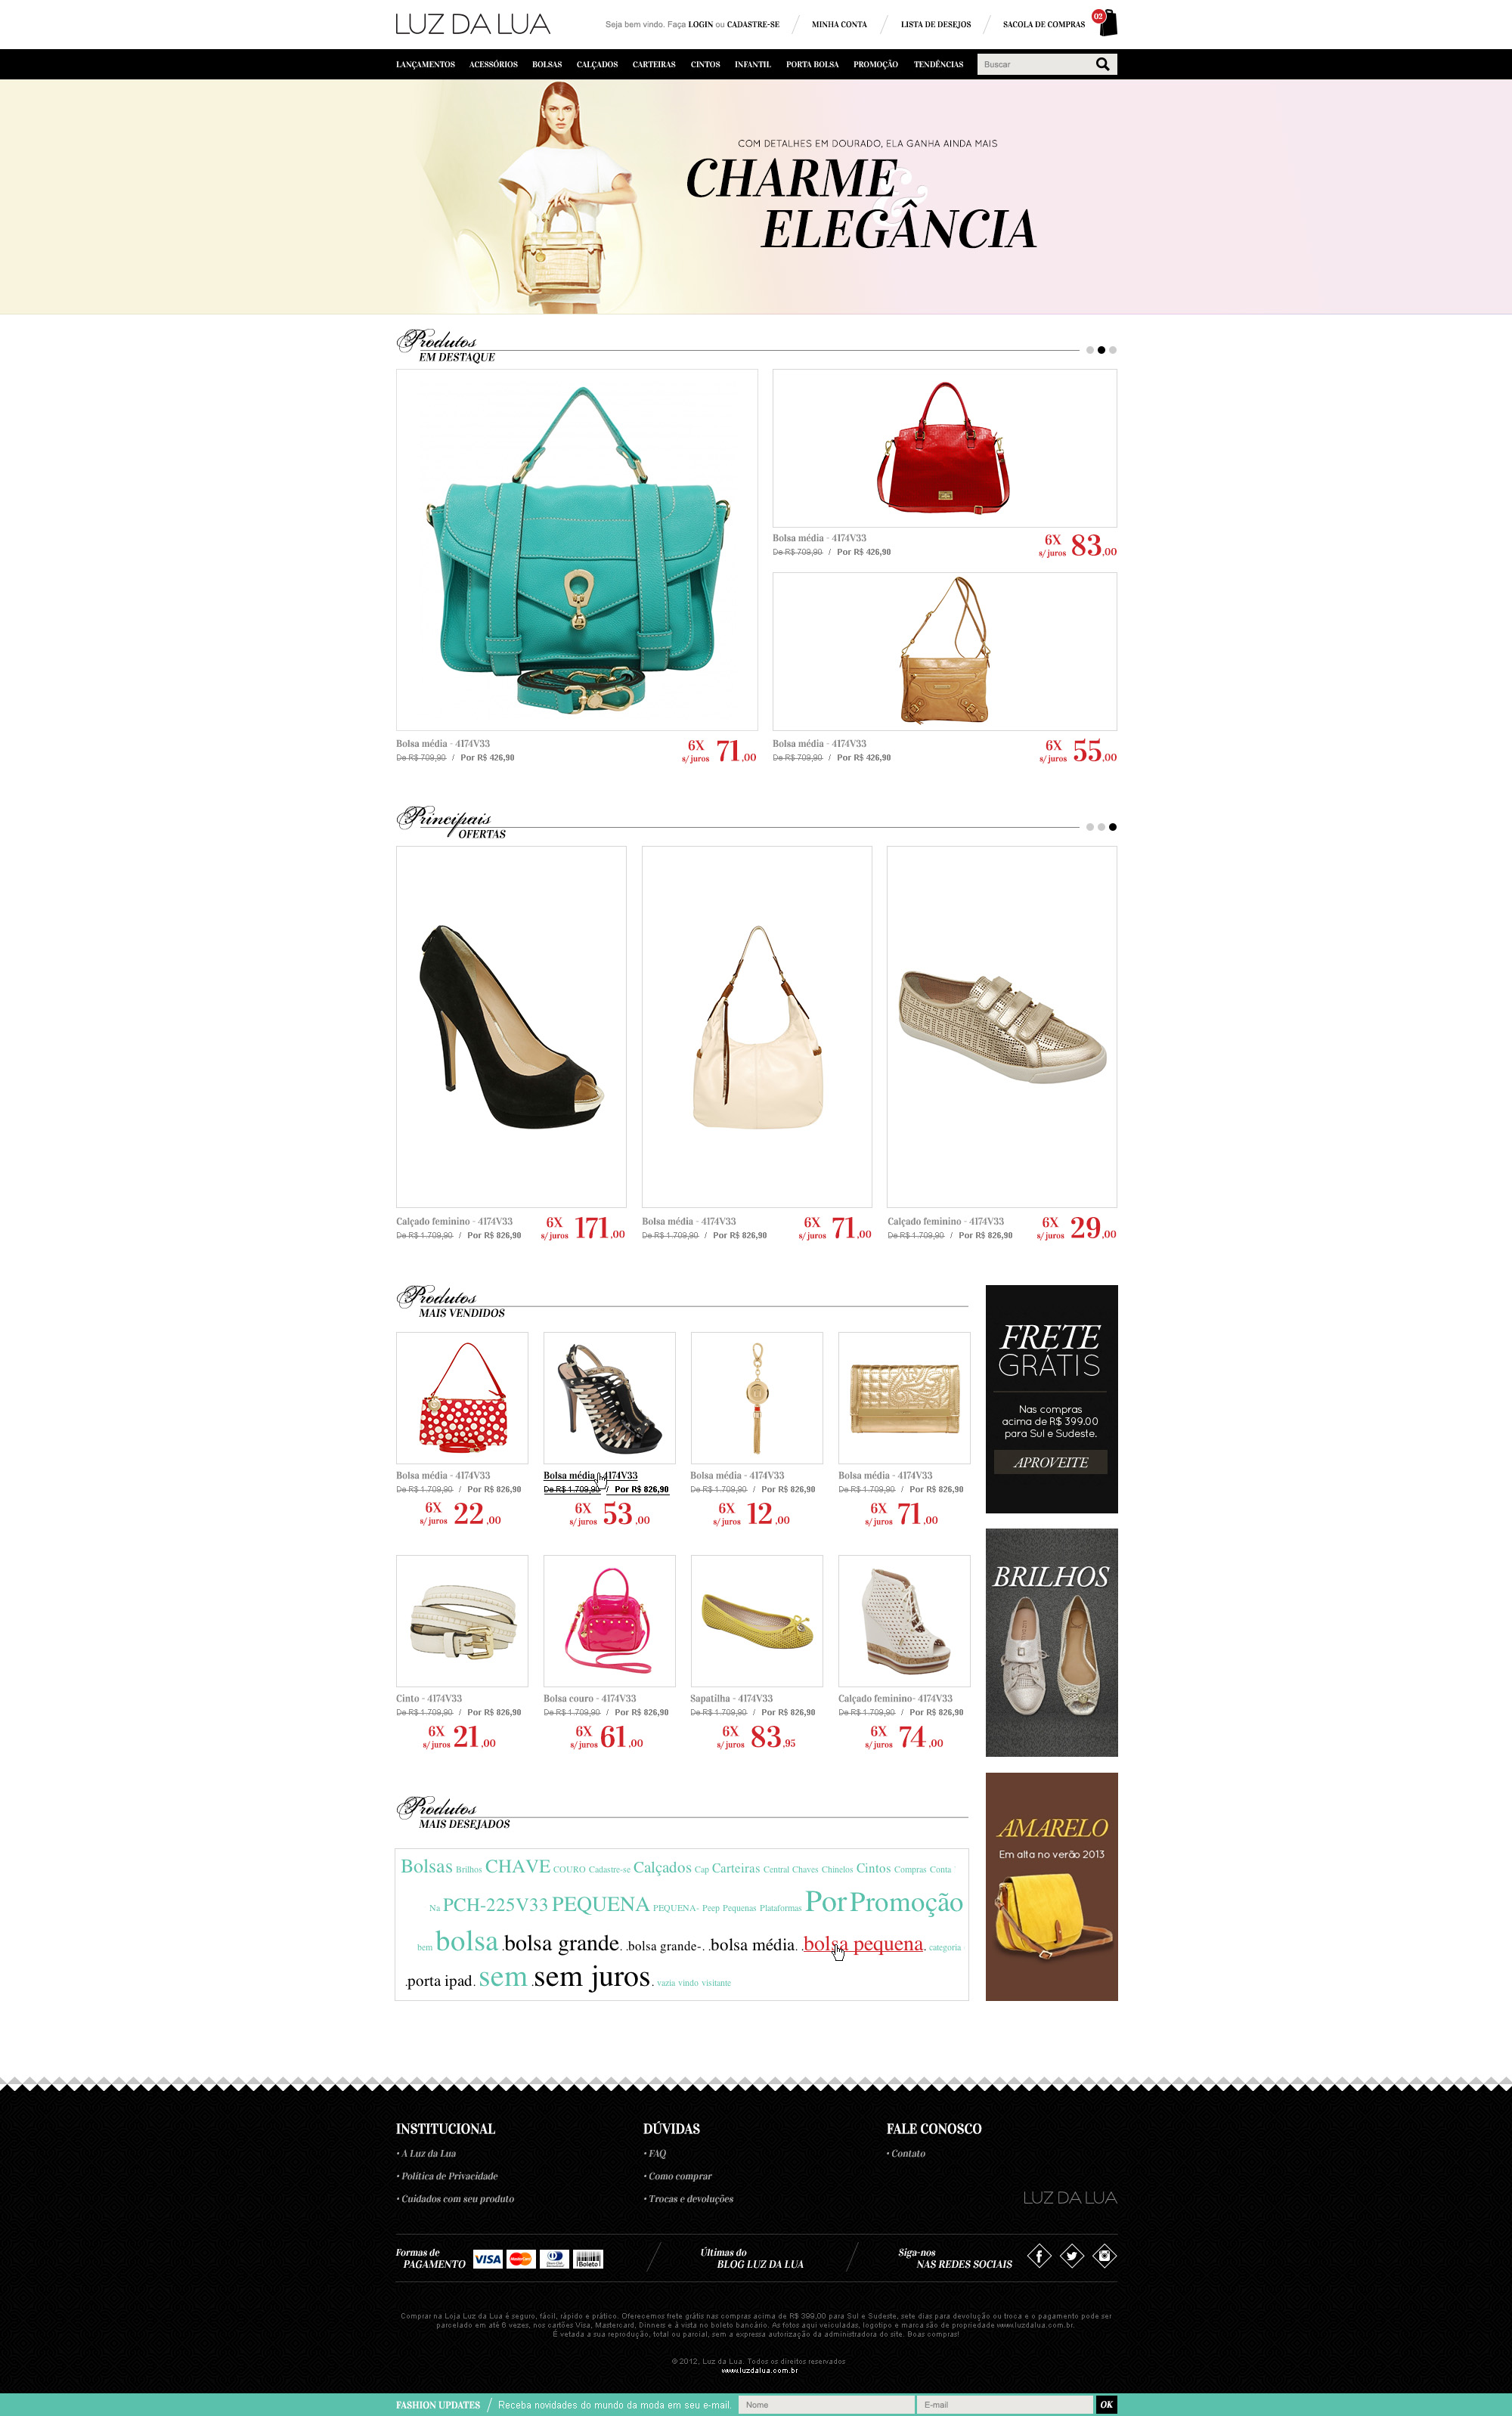 LUZ DA LUA
Seja bem vindo. Faça LOGIN ou CADASTRE-SE
MINHA CONTA
LISTA DE DESEJOS
SACOLA DE COMPRAS
02
LANÇAMENTOS ACESSÓRIOS BOLSAS CALÇADOS CARTEIRAS CINTOS INFANTIL PORTA BOLSA PROMOÇÃO TENDÊNCIAS
Buscar
COM DETALHES EM DOURADO, ELA GANHA AINDA MAIS
CHARME
&
ELEGÂNCIA
Produtos
EM DESTAQUE
Bolsa média - 4174V33
De R$ 709,90 / Por R$ 426,90
6X
s/ juros 83,00
Bolsa média - 4174V33
De R$ 709,90 / Por R$ 426,90
6X
s/ juros 71,00
Bolsa média - 4174V33
De R$ 709,90 / Por R$ 426,90
6X
s/ juros 55,00
Principais
OFERTAS
Calçado feminino - 4174V33
De R$ 1.709,90 / Por R$ 826,90
6X
s/ juros 171,00
Bolsa média - 4174V33
De R$ 1.709,90 / Por R$ 826,90
6X
s/ juros 71,00
Calçado feminino - 4174V33
De R$ 1.709,90 / Por R$ 826,90
6X
s/ juros 29,00
Produtos
MAIS VENDIDOS
Bolsa média - 4174V33
De R$ 1.709,90 / Por R$ 826,90
6X
s/ juros 22,00
Bolsa média - 4174V33
De R$ 1.709,90 / Por R$ 826,90
6X
s/ juros 53,00
Bolsa média - 4174V33
De R$ 1.709,90 / Por R$ 826,90
6X
s/ juros 12,00
Bolsa média - 4174V33
De R$ 1.709,90 / Por R$ 826,90
6X
s/ juros 71,00
Cinto - 4174V33
De R$ 1.709,90 / Por R$ 826,90
6X
s/ juros 21,00
Bolsa couro - 4174V33
De R$ 1.709,90 / Por R$ 826,90
6X
s/ juros 61,00
Sapatilha - 4174V33
De R$ 1.709,90 / Por R$ 826,90
6X
s/ juros 83,95
Calçado feminino- 4174V33
De R$ 1.709,90 / Por R$ 826,90
6X
s/ juros 74,00
FRETE
GRÁTIS
Nas compras
acima de R$ 399.00
para Sul e Sudeste.
APROVEITE
BRILHOS
AMARELO
Em alta no verão 2013
Produtos
MAIS DESEJADOS
Bolsas Brilhos CHAVE COURO Cadastre-se Calçados Cap Carteiras Central Chaves Chinelos Cintos Compras Conta
Na PCH-225V33 PEQUENA PEQUENA- Peep Pequenas Plataformas Por Promoção
bem bolsa .bolsa grande. .bolsa grande-. .bolsa média. .bolsa pequena. categoria
.porta ipad. sem .sem juros. vazia vindo visitante
INSTITUCIONAL
• A Luz da Lua
• Política de Privacidade
• Cuidados com seu produto
DÚVIDAS
• FAQ
• Como comprar
• Trocas e devoluções
FALE CONOSCO
• Contato
LUZ DA LUA
Formas de
PAGAMENTO
VISA
MasterCard
Boleto
Últimas do
BLOG LUZ DA LUA
Siga-nos
NAS REDES SOCIAIS
Comprar na Loja Luz da Lua é seguro, fácil, rápido e prático. Oferecemos frete grátis nas compras acima de R$ 399,00 para Sul e Sudeste, sete dias para devolução ou troca e o pagamento pode ser
parcelado em até 6 vezes, nos cartões Visa, Mastercard, Dinners e à vista no boleto bancário. As fotos aqui veiculadas, logotipo e marca são de propriedade www.luzdalua.com.br.
É vetada a sua reprodução, total ou parcial, sem a expressa autorização da administradora do site. Boas compras!
© 2012, Luz da Lua. Todos os direitos reservados
www.luzdalua.com.br
FASHION UPDATES / Receba novidades do mundo da moda em seu e-mail.
Nome
E-mail
OK